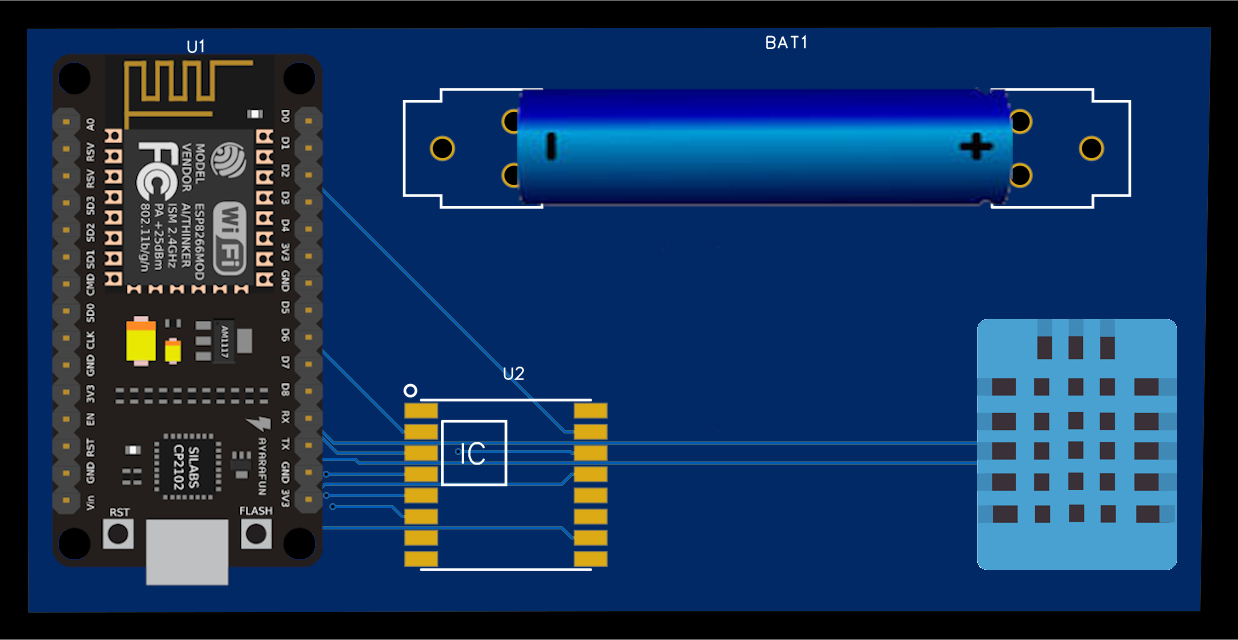 U1
BAT1
A0
RSV
RSV
SD3
SD2
SD1
CMD
SD0
CLK
GND
3V3
EN
RST
GND
Vin
D0
D1
D2
D3
D4
3V3
GND
D5
D6
D7
D8
RX
TX
GND
3V3
FC
MODEL
VENDOR
ESP8266MOD
AI/THINKER
ISM 2.4GHz
PA +25dBm
802.11b/g/n
Wi Fi
AM1117
SILABS
CP2102
AYARAFUN
RST
FLASH
U2
IC
- +